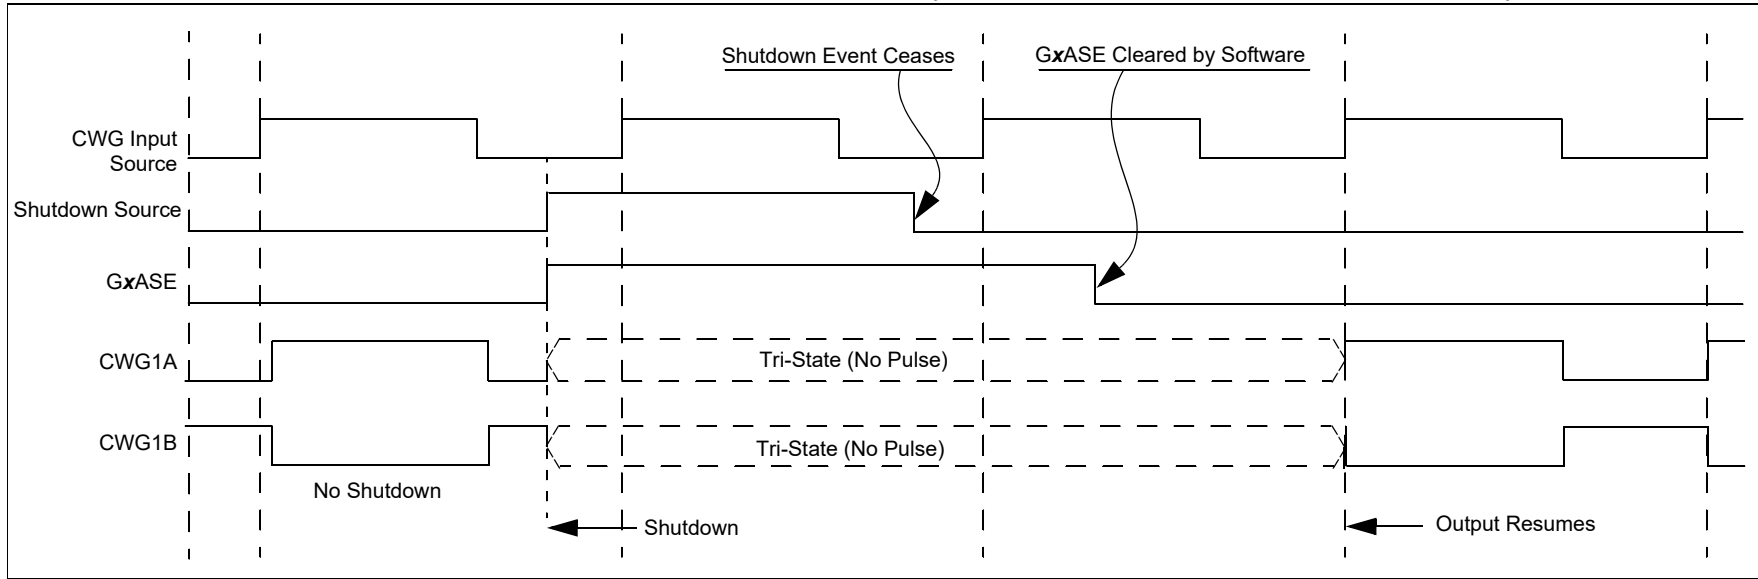 Shutdown Event Ceases
GxASE Cleared by Software
CWG Input
Source
Shutdown Source
GxASE
CWG1A
Tri-State (No Pulse)
CWG1B
Tri-State (No Pulse)
No Shutdown
Shutdown
Output Resumes